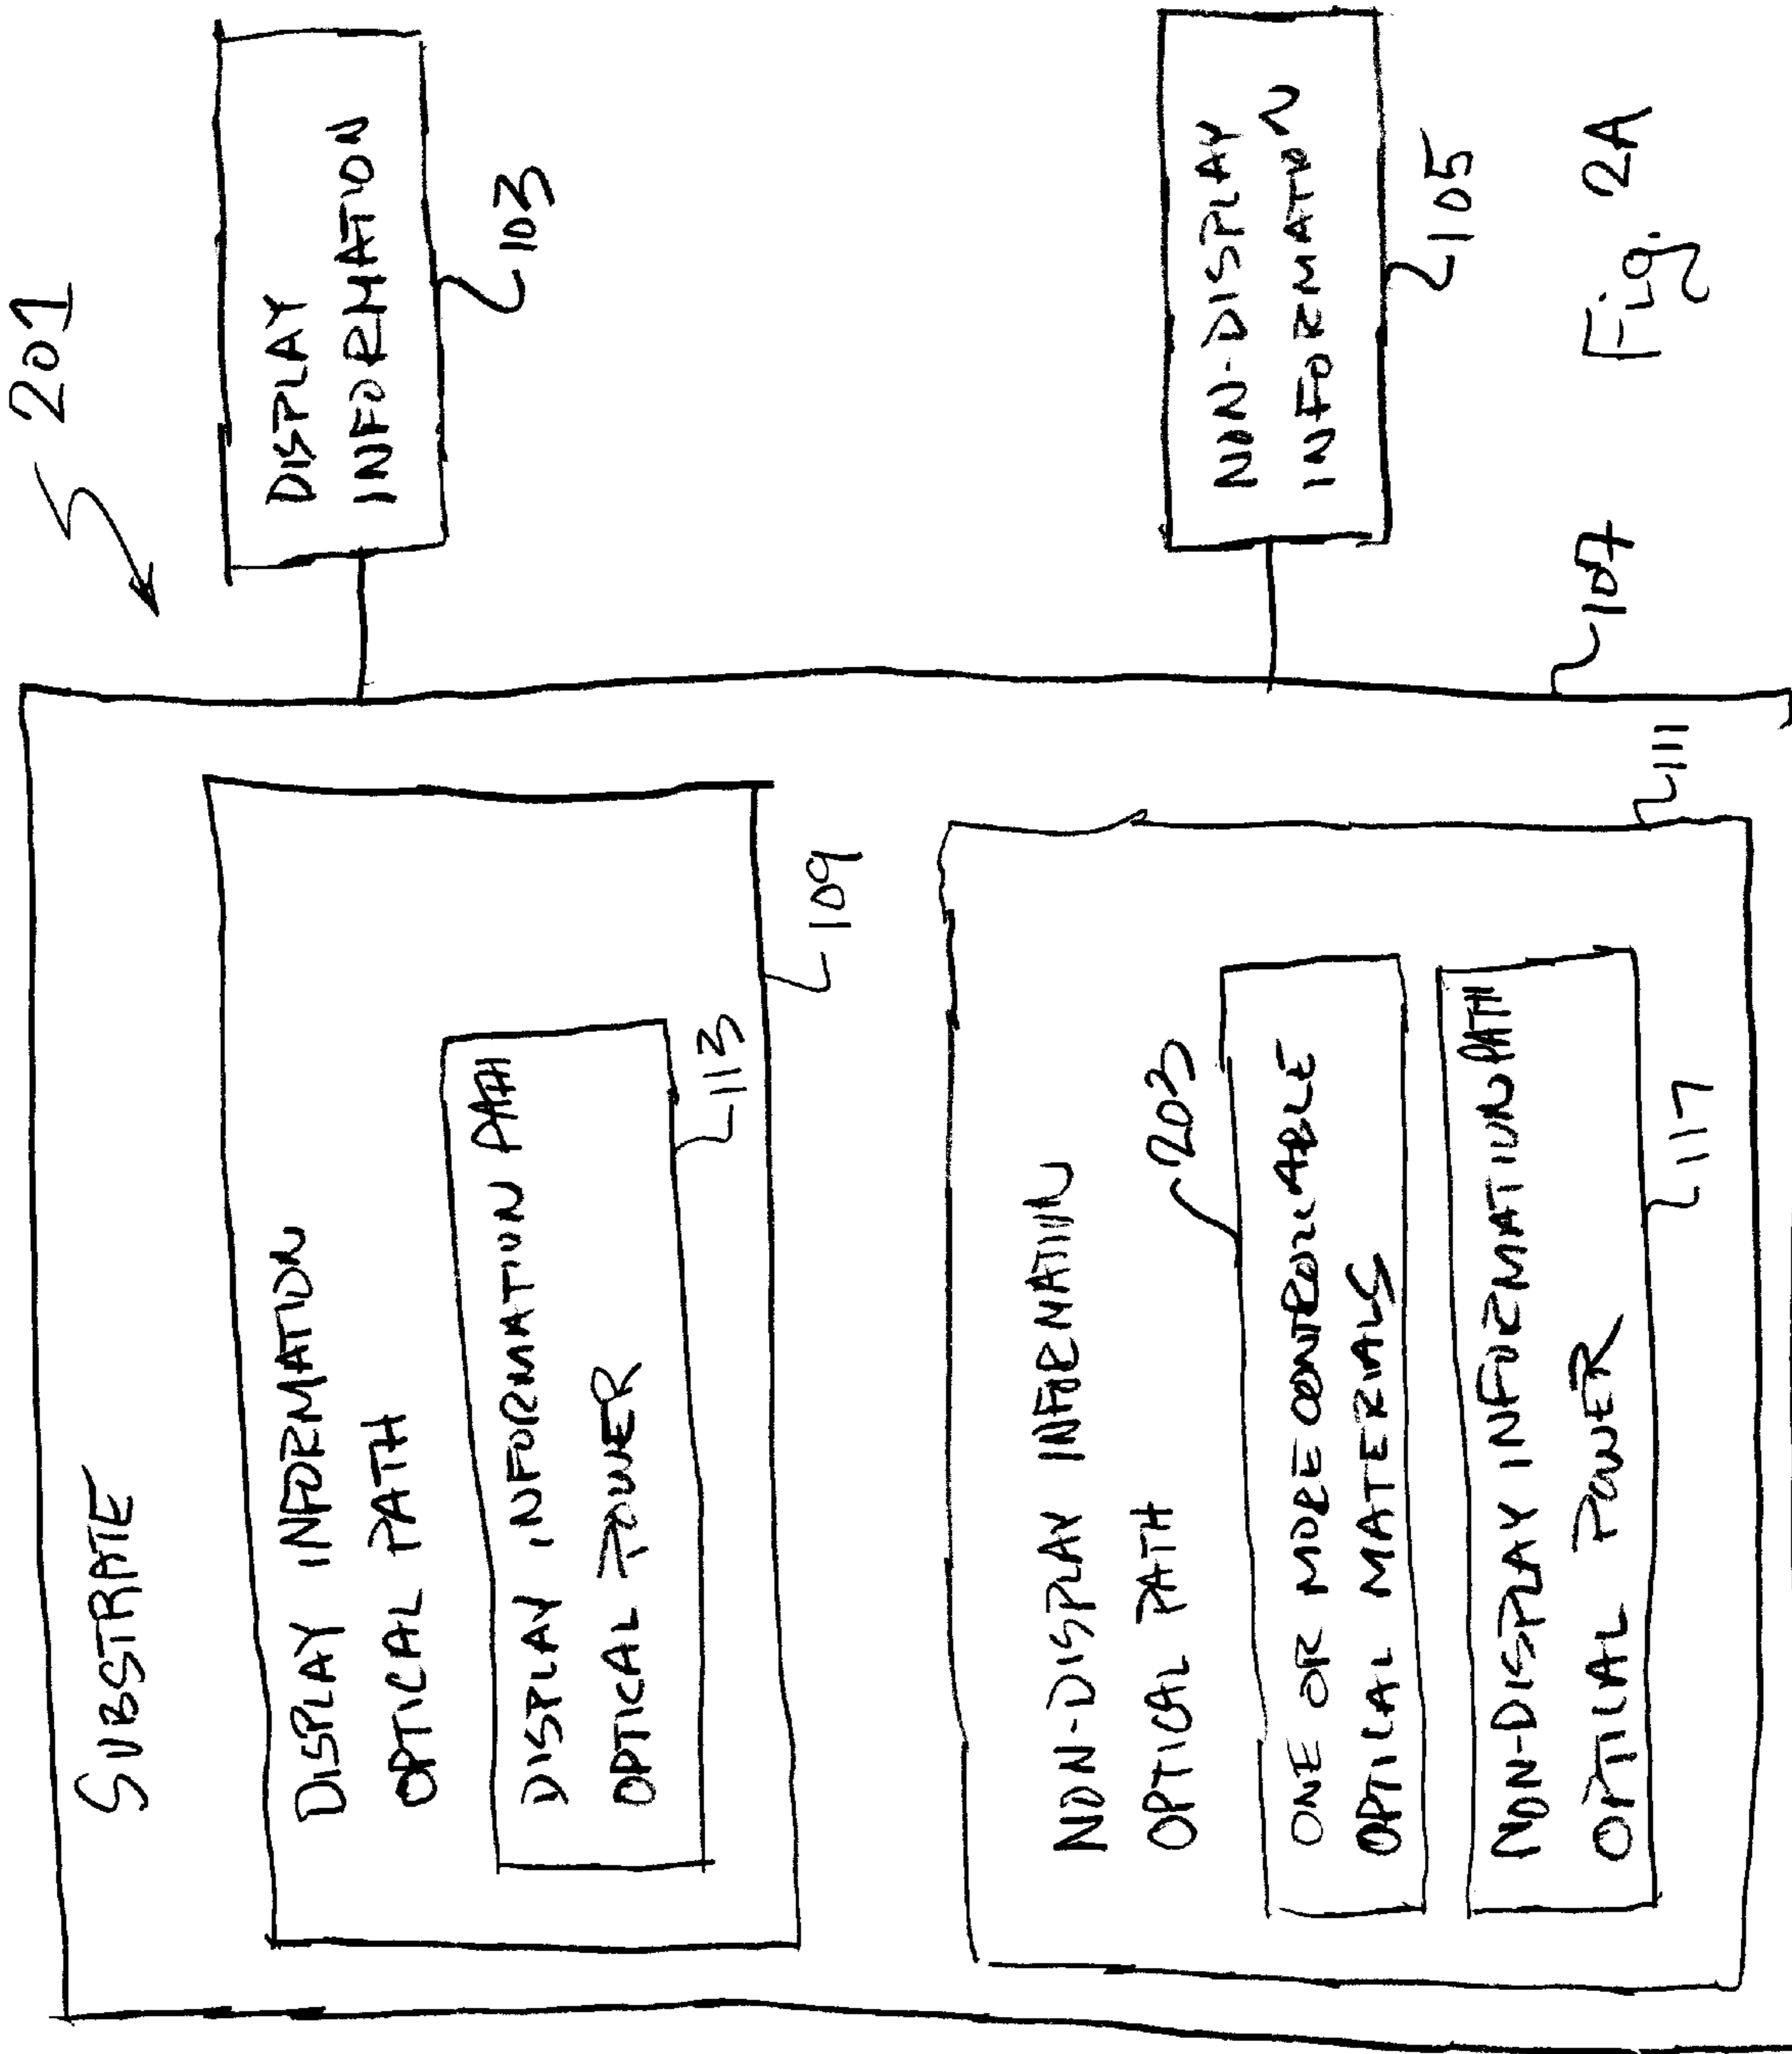 201
SUBSTRATE
DISPLAY INFORMATION
OPTICAL PATH
DISPLAY INFORMATION PATH
OPTICAL POWER
113
109
DISPLAY
INFORMATION
103
NON-DISPLAY INFORMATION
OPTICAL PATH
203
ONE OR MORE CONTROLLABLE
OPTICAL MATERIALS
NON-DISPLAY INFORMATION PATH
OPTICAL POWER
117
111
NON-DISPLAY
INFORMATION
105
107
Fig. 2A